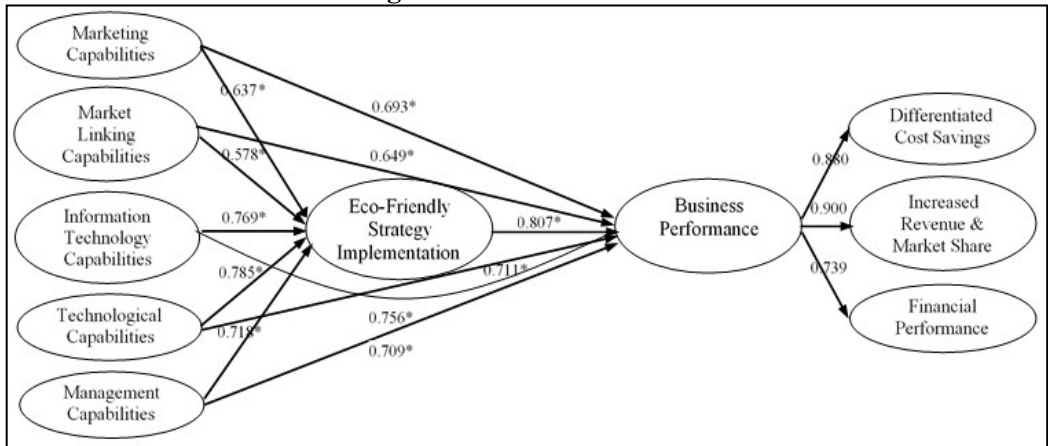 Marketing
Capabilities
Market
Linking
Capabilities
Information
Technology
Capabilities
Technological
Capabilities
Management
Capabilities
0.637*
0.578*
0.769*
0.785*
0.718*
Eco-Friendly
Strategy
Implementation
0.693*
0.649*
0.807*
0.711*
0.756*
0.709*
Business
Performance
0.880
0.900
0.739
Differentiated
Cost Savings
Increased
Revenue &
Market Share
Financial
Performance